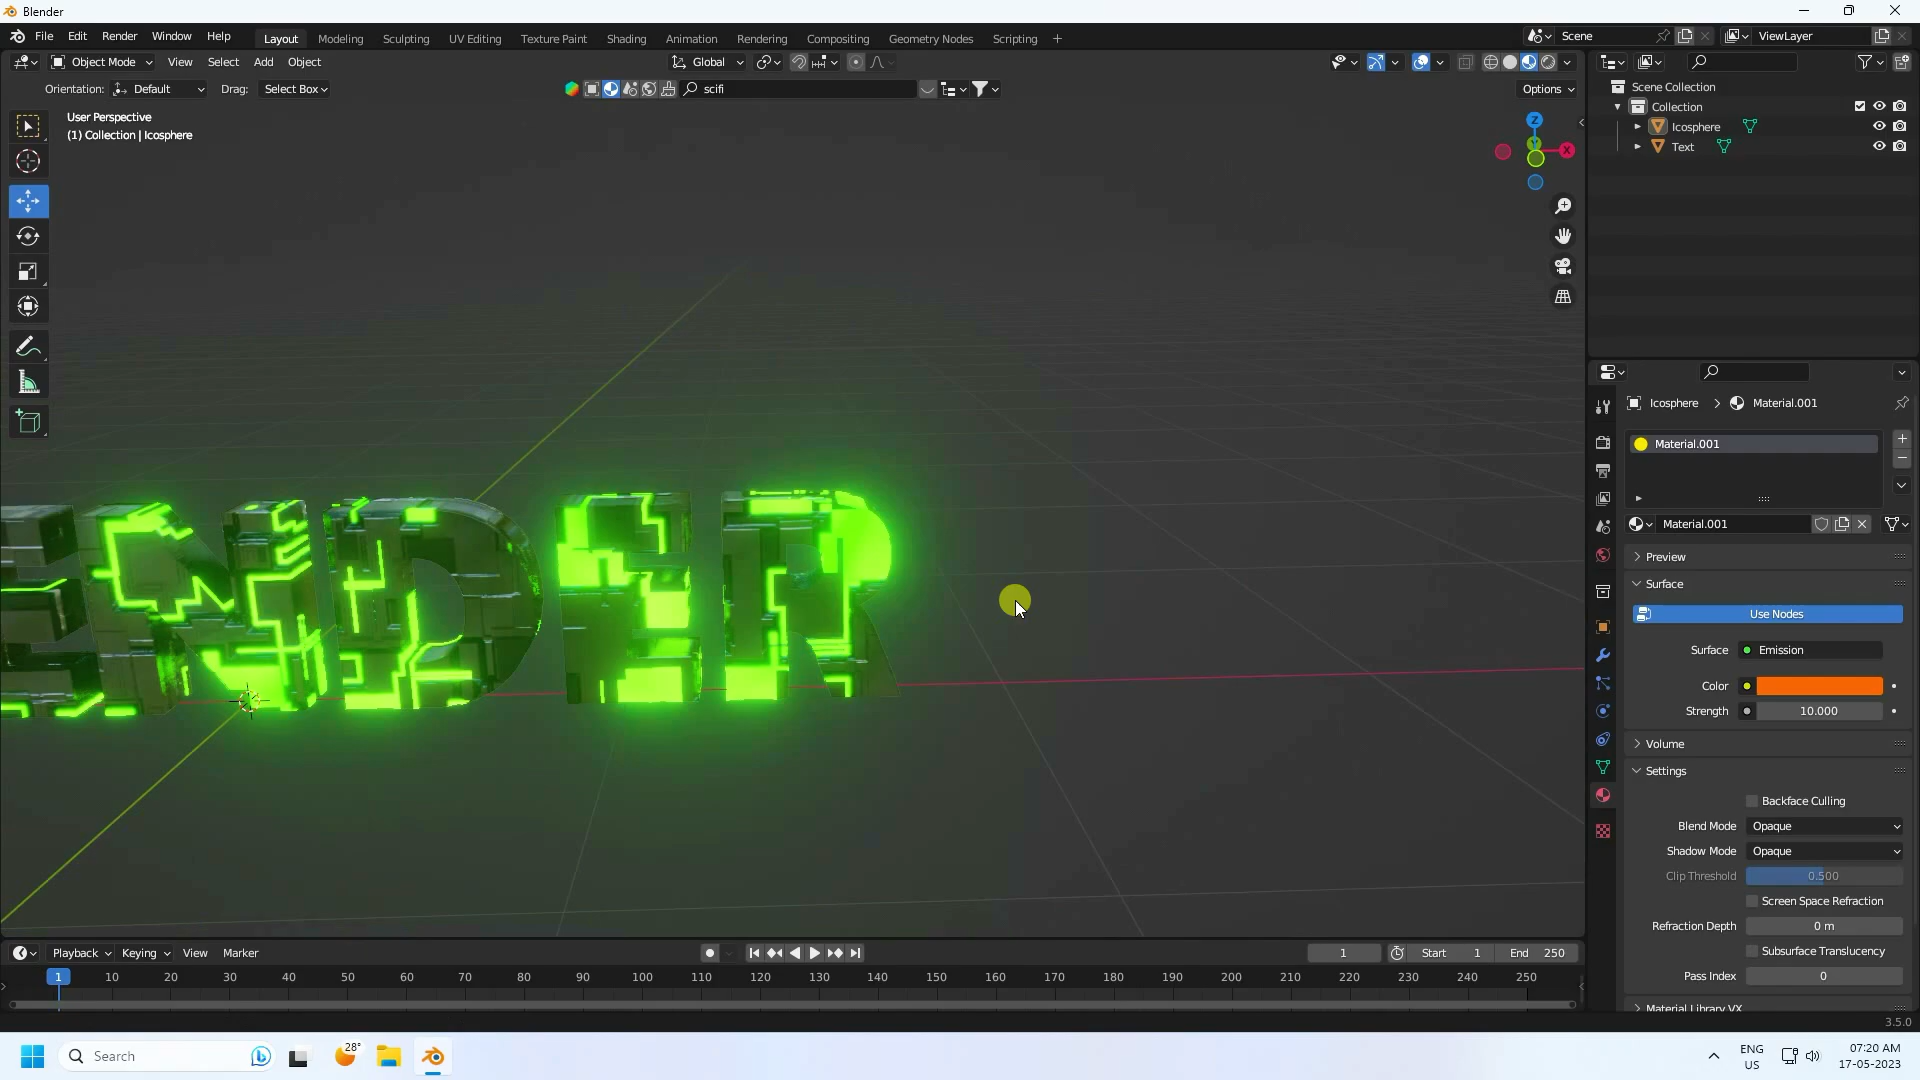 Blender
File Edit Render Window Help Layout Modeling Sculpting UV Editing Texture Paint Shading Animation Rendering Compositing Geometry Nodes Scripting + Scene ViewLayer
Object Mode View Select Add Object Global
Orientation: Default Drag: Select Box scifi Options
User Perspective
(1) Collection | Icosphere
Z
X
Scene Collection
Collection
Icosphere
Text
Icosphere > Material.001
Material.001
Material.001
Preview
Surface
Use Nodes
Surface Emission
Color
Strength 10.000
Volume
Settings
Backface Culling
Blend Mode Opaque
Shadow Mode Opaque
Clip Threshold 0.500
Screen Space Refraction
Refraction Depth 0 m
Subsurface Translucency
Pass Index 0
Material Library VX
ENDER
Playback Keying View Marker 1 Start 1 End 250
1 10 20 30 40 50 60 70 80 90 100 110 120 130 140 150 160 170 180 190 200 210 220 230 240 250
3.5.0
Search 28° ENG US 07:20 AM 17-05-2023